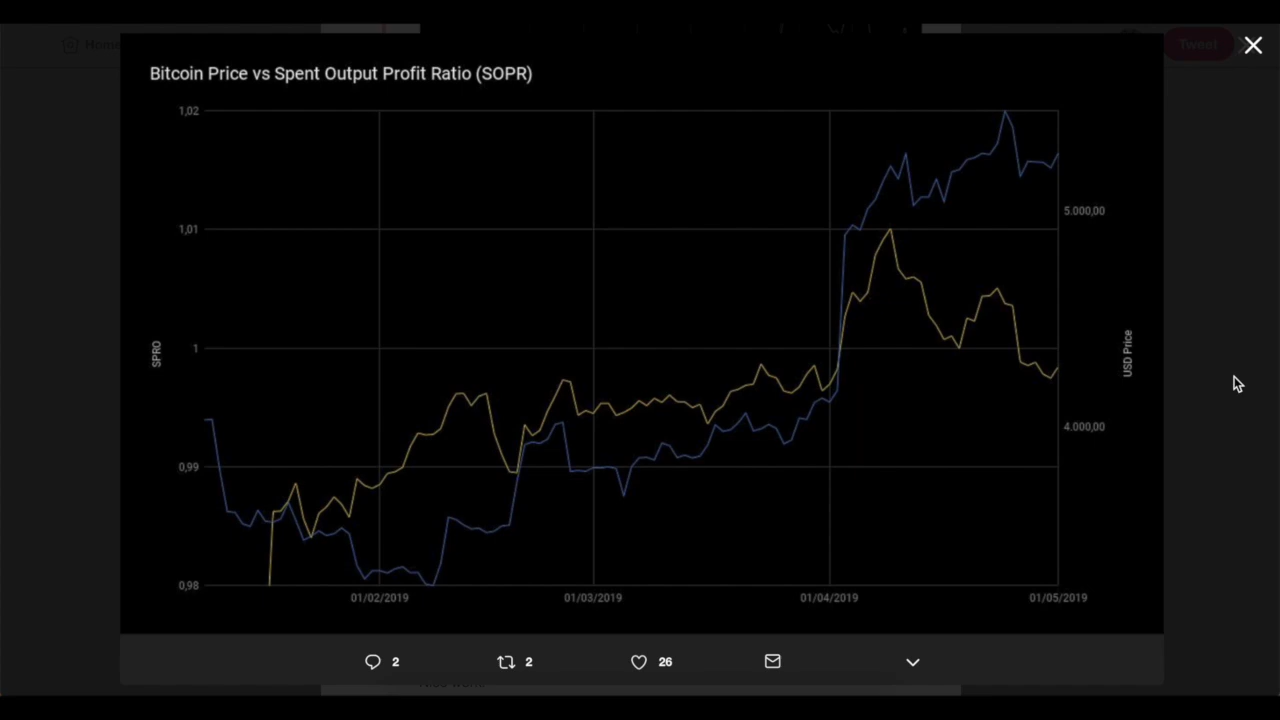 Home
Tweet
Bitcoin Price vs Spent Output Profit Ratio (SOPR)
1,02
1,01
1
0,99
0,98
SPRO
5.000,00
4.000,00
USD Price
01/02/2019
01/03/2019
01/04/2019
01/05/2019
2
2
26